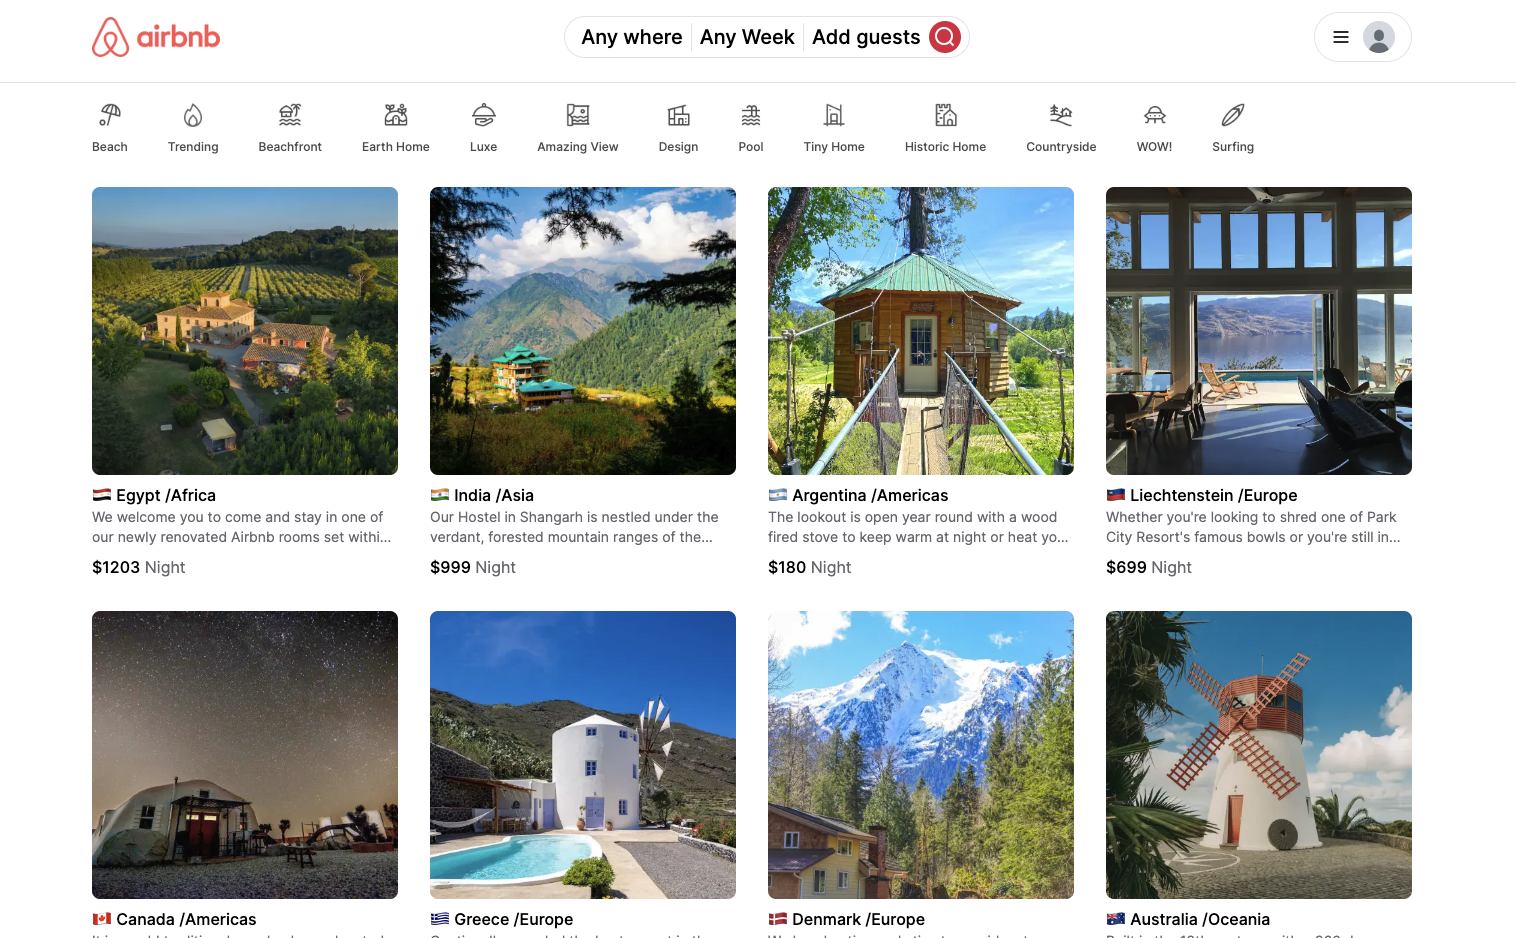 airbnb
Any where Any Week Add guests
Beach Trending Beachfront Earth Home Luxe Amazing View Design Pool Tiny Home Historic Home Countryside WOW! Surfing
Egypt /Africa
We welcome you to come and stay in one of
our newly renovated Airbnb rooms set withi...
$1203 Night
India /Asia
Our Hostel in Shangarh is nestled under the
verdant, forested mountain ranges of the...
$999 Night
Argentina /Americas
The lookout is open year round with a wood
fired stove to keep warm at night or heat yo...
$180 Night
Liechtenstein /Europe
Whether you're looking to shred one of Park
City Resort's famous bowls or you're still in...
$699 Night
Canada /Americas
Greece /Europe
Denmark /Europe
Australia /Oceania